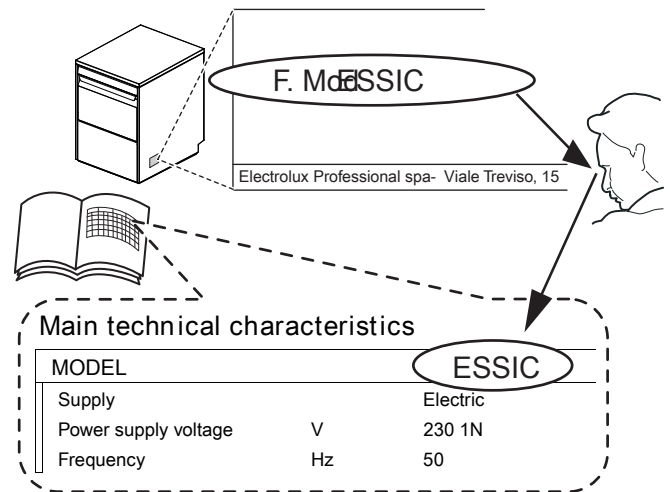 F. Mod. ESSIC
Electrolux Professional spa- Viale Treviso, 15
Main technical characteristics
MODEL ESSIC
Supply Electric
Power supply voltage V 230 1N
Frequency Hz 50